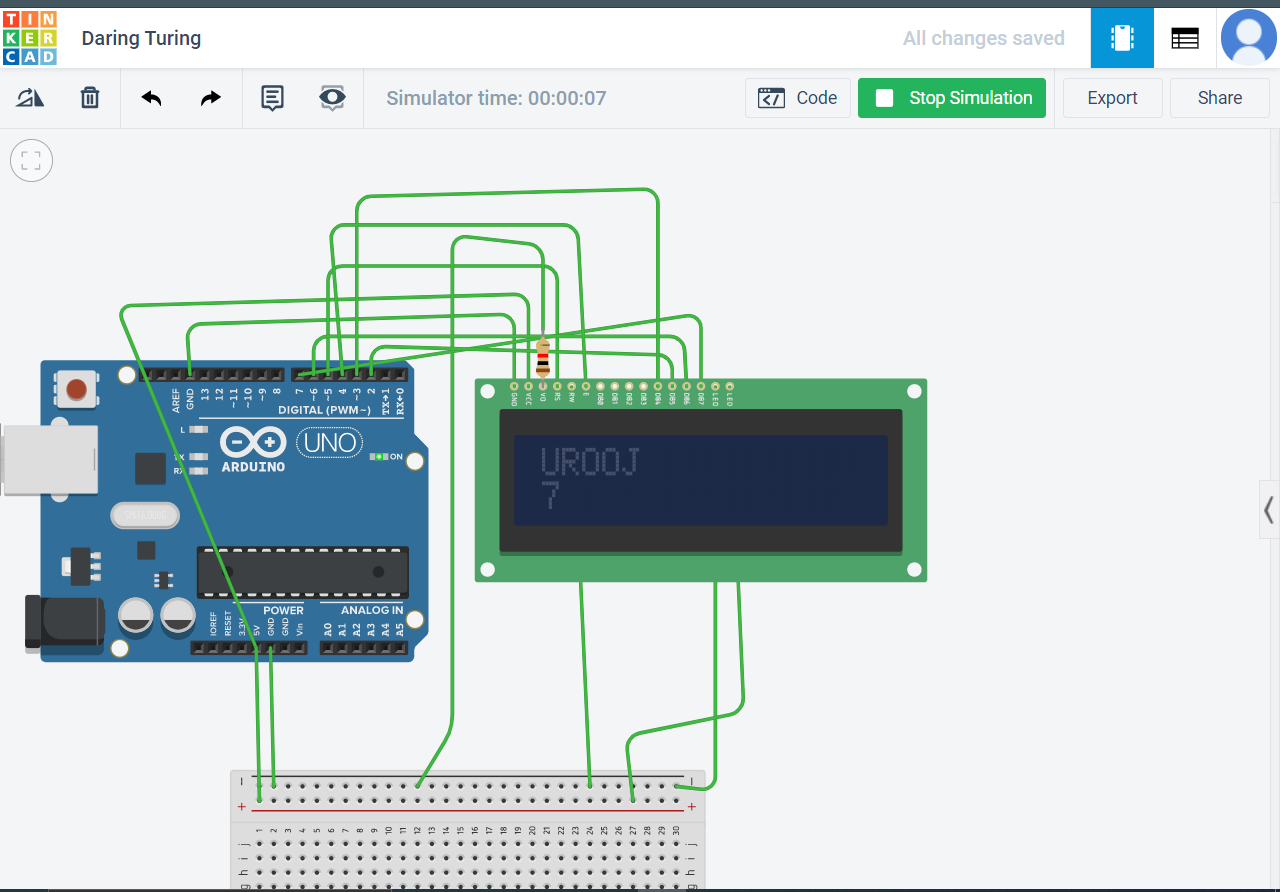 TIN
KER
CAD
Daring Turing
All changes saved
Simulator time: 00:00:07
Code
Stop Simulation
Export
Share
AREF
GND
13
12
~11
~10
~9
8
7
~6
~5
4
~3
2
TX→1
RX←0
DIGITAL (PWM~)
L
TX
RX
ARDUINO
UNO
ON
POWER
ANALOG IN
IOREF
RESET
3.3V
5V
GND
GND
Vin
A0
A1
A2
A3
A4
A5
GND
VCC
V0
RS
RW
E
DB0
DB1
DB2
DB3
DB4
DB5
DB6
DB7
LED
LED
UROOJ
7
1 2 3 4 5 6 7 8 9 10 11 12 13 14 15 16 17 18 19 20 21 22 23 24 25 26 27 28 29 30
j j
i i
h h
g g